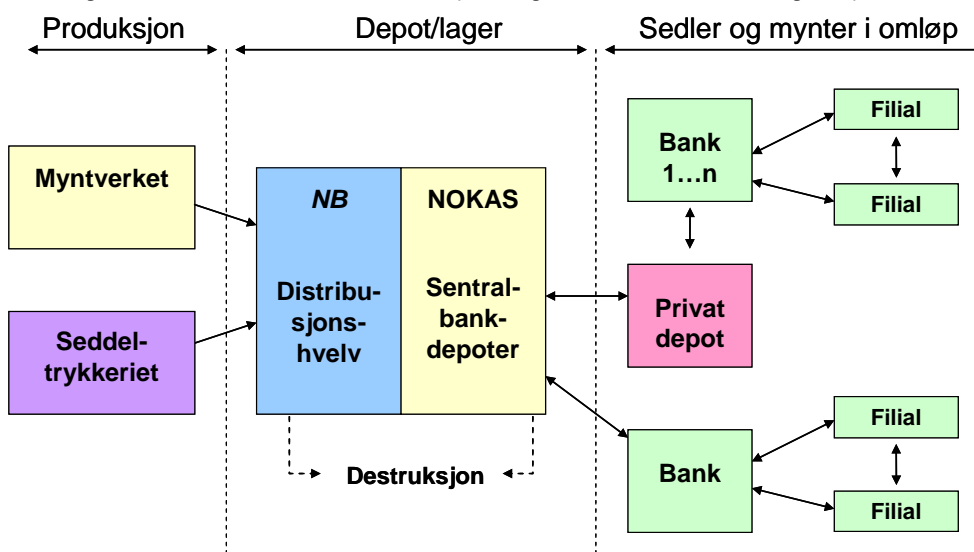 Produksjon
Depot/lager
Sedler og mynter i omløp
Myntverket
Seddel-
trykkeriet
NB
Distribu-
sjons-
hvelv
NOKAS
Sentral-
bank-
depoter
Destruksjon
Bank
1…n
Filial
Filial
Privat
depot
Bank
Filial
Filial